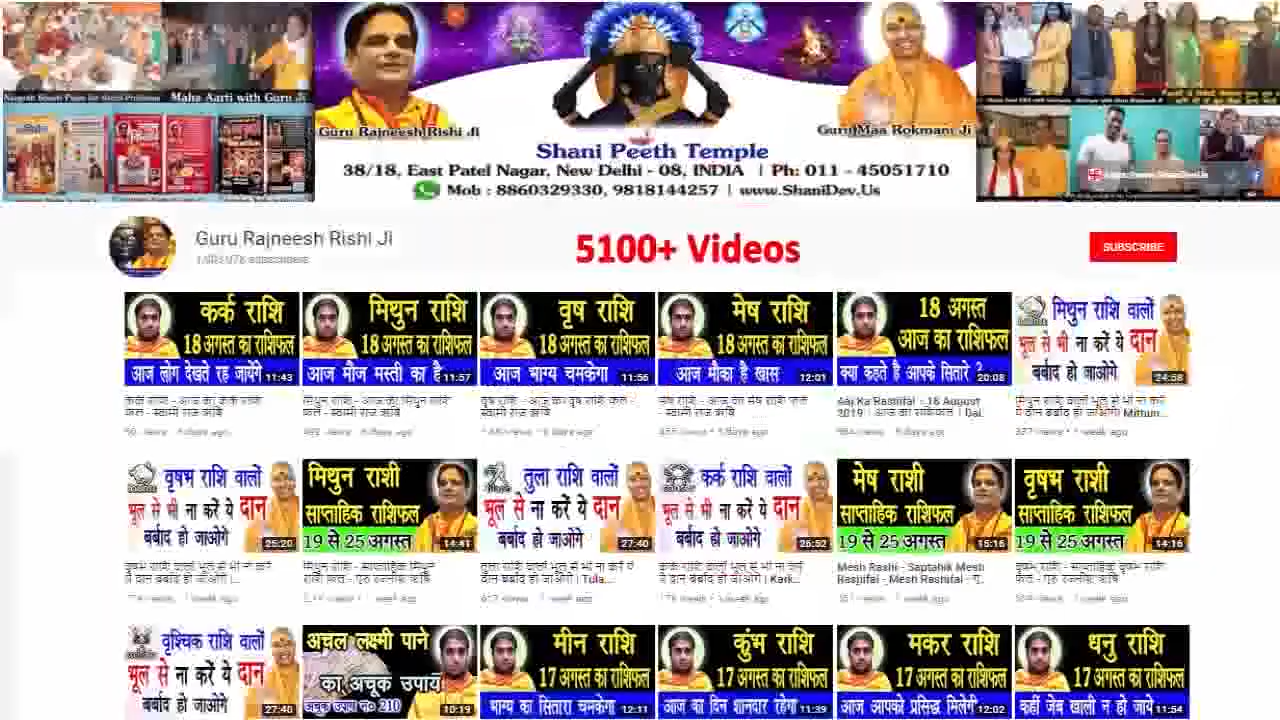 Maha Aarti with Guru Ji
Guru Rajneesh Rishi Ji
Guru Maa Rokmani Ji
Shani Peeth Temple
38/18, East Patel Nagar, New Delhi - 08, INDIA | Ph: 011 - 45051710
Mob : 8860329330, 9818144257 | www.ShaniDev.Us
Guru Rajneesh Rishi Ji
5100+ Videos
SUBSCRIBE
कर्क राशि
18 अगस्त का राशिफल
आज लोग देखते रह जायेंगे 11:43
मिथुन राशि
18 अगस्त का राशिफल
आज मौज मस्ती का है 11:57
वृष राशि
18 अगस्त का राशिफल
आज भाग्य चमकेगा 11:56
मेष राशि
18 अगस्त का राशिफल
आज मौका है खास 12:01
18 अगस्त
आज का राशिफल
क्या कहते है आपके सितारे ? 20:08
मिथुन राशि वालों
भूल से भी ना करें ये दान
बर्बाद हो जाओगे 24:58
Aaj Ka Rashifal - 18 August
2019 | आज का राशिफल | Dai...
वृषभ राशि वालों
भूल से भी ना करें ये दान
बर्बाद हो जाओगे 25:20
मिथुन राशी
साप्ताहिक राशिफल
19 से 25 अगस्त 14:41
तुला राशि वालों
भूल से ना करें ये दान
बर्बाद हो जाओगे 27:40
कर्क राशि वालों
भूल से भी ना करें ये दान
बर्बाद हो जाओगे 26:52
मेष राशी
साप्ताहिक राशिफल
19 से 25 अगस्त 15:16
वृषभ राशी
साप्ताहिक राशिफल
19 से 25 अगस्त 14:16
Mesh Rashi - Saptahik Mesh
Rashifal - Mesh Rashifal -
वृश्चिक राशि वालों
भूल से ना करें ये दान
बर्बाद हो जाओगे 27:40
अचल लक्ष्मी पाने
का अचूक उपाय
अचूक उपाय न० 210 10:19
मीन राशि
17 अगस्त का राशिफल
भाग्य का सितारा चमकेगा 12:11
कुंभ राशि
17 अगस्त का राशिफल
आज का दिन शानदार रहेगा 11:39
मकर राशि
17 अगस्त का राशिफल
आज आपको प्रसिद्धि मिलेगी 12:02
धनु राशि
17 अगस्त का राशिफल
कहीं जेब खाली न हो जाये 11:54